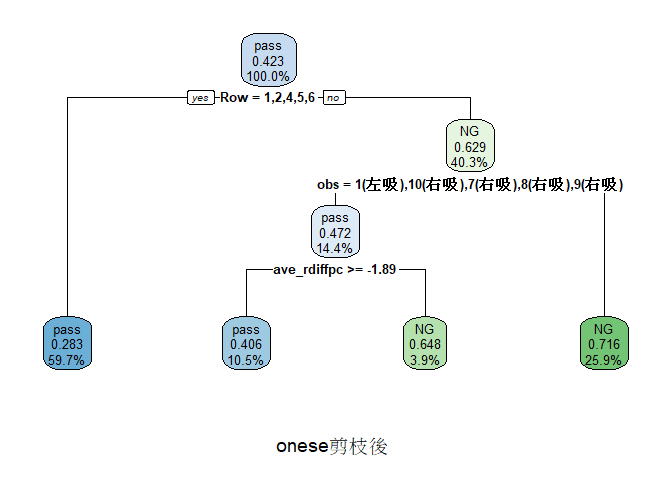 pass
0.423
100.0%
yes Row = 1,2,4,5,6 no
NG
0.629
40.3%
obs = 1(左吸),10(右吸),7(右吸),8(右吸),9(右吸)
pass
0.472
14.4%
ave_rdiffpc >= -1.89
pass
0.283
59.7%
pass
0.406
10.5%
NG
0.648
3.9%
NG
0.716
25.9%
onese剪枝後